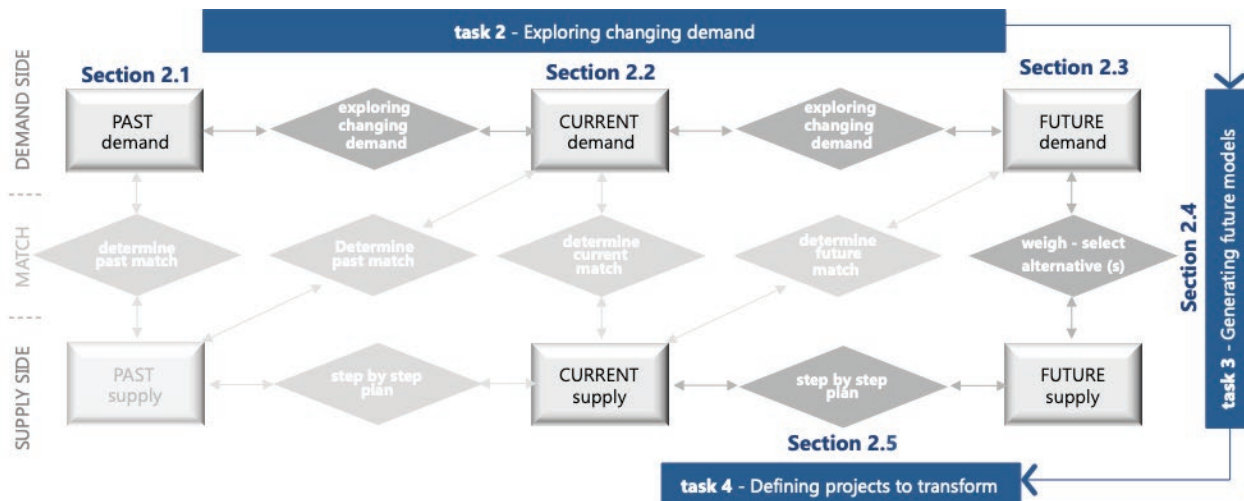 task 2 - Exploring changing demand
DEMAND SIDE
Section 2.1
Section 2.2
Section 2.3
PAST
demand
exploring
changing
demand
CURRENT
demand
exploring
changing
demand
FUTURE
demand
MATCH
determine
past match
Determine
past match
determine
current
match
determine
future
match
weigh - select
alternative (s)
Section 2.4
task 3 - Generating future models
SUPPLY SIDE
PAST
supply
step by step
plan
CURRENT
supply
step by step
plan
FUTURE
supply
Section 2.5
task 4 - Defining projects to transform